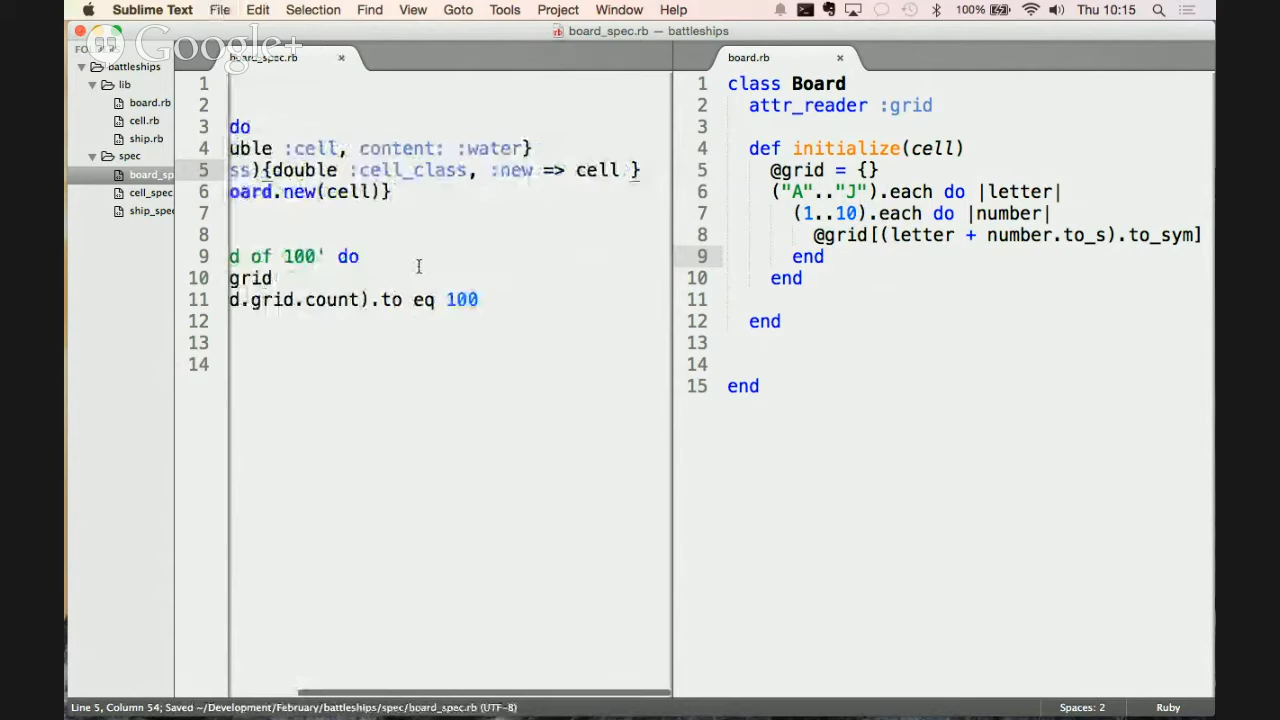 Sublime Text File Edit Selection Find View Goto Tools Project Window Help 100% Thu 10:15
board_spec.rb — battleships
Google+
board_spec.rb ×
board.rb ×
battleships
lib
board.rb
cell.rb
ship.rb
spec
board_sp
cell_spec
ship_spec
1
2
3 do
4 uble :cell, content: :water}
5 ss){double :cell_class, :new => cell }
6 oard.new(cell)}
7
8
9 d of 100' do
10 grid
11 d.grid.count).to eq 100
12
13
14
1 class Board
2 attr_reader :grid
3
4 def initialize(cell)
5 @grid = {}
6 ("A".."J").each do |letter|
7 (1..10).each do |number|
8 @grid[(letter + number.to_s).to_sym]
9 end
10 end
11
12 end
13
14
15 end
Line 5, Column 54; Saved ~/Development/February/battleships/spec/board_spec.rb (UTF-8)
Spaces: 2 Ruby